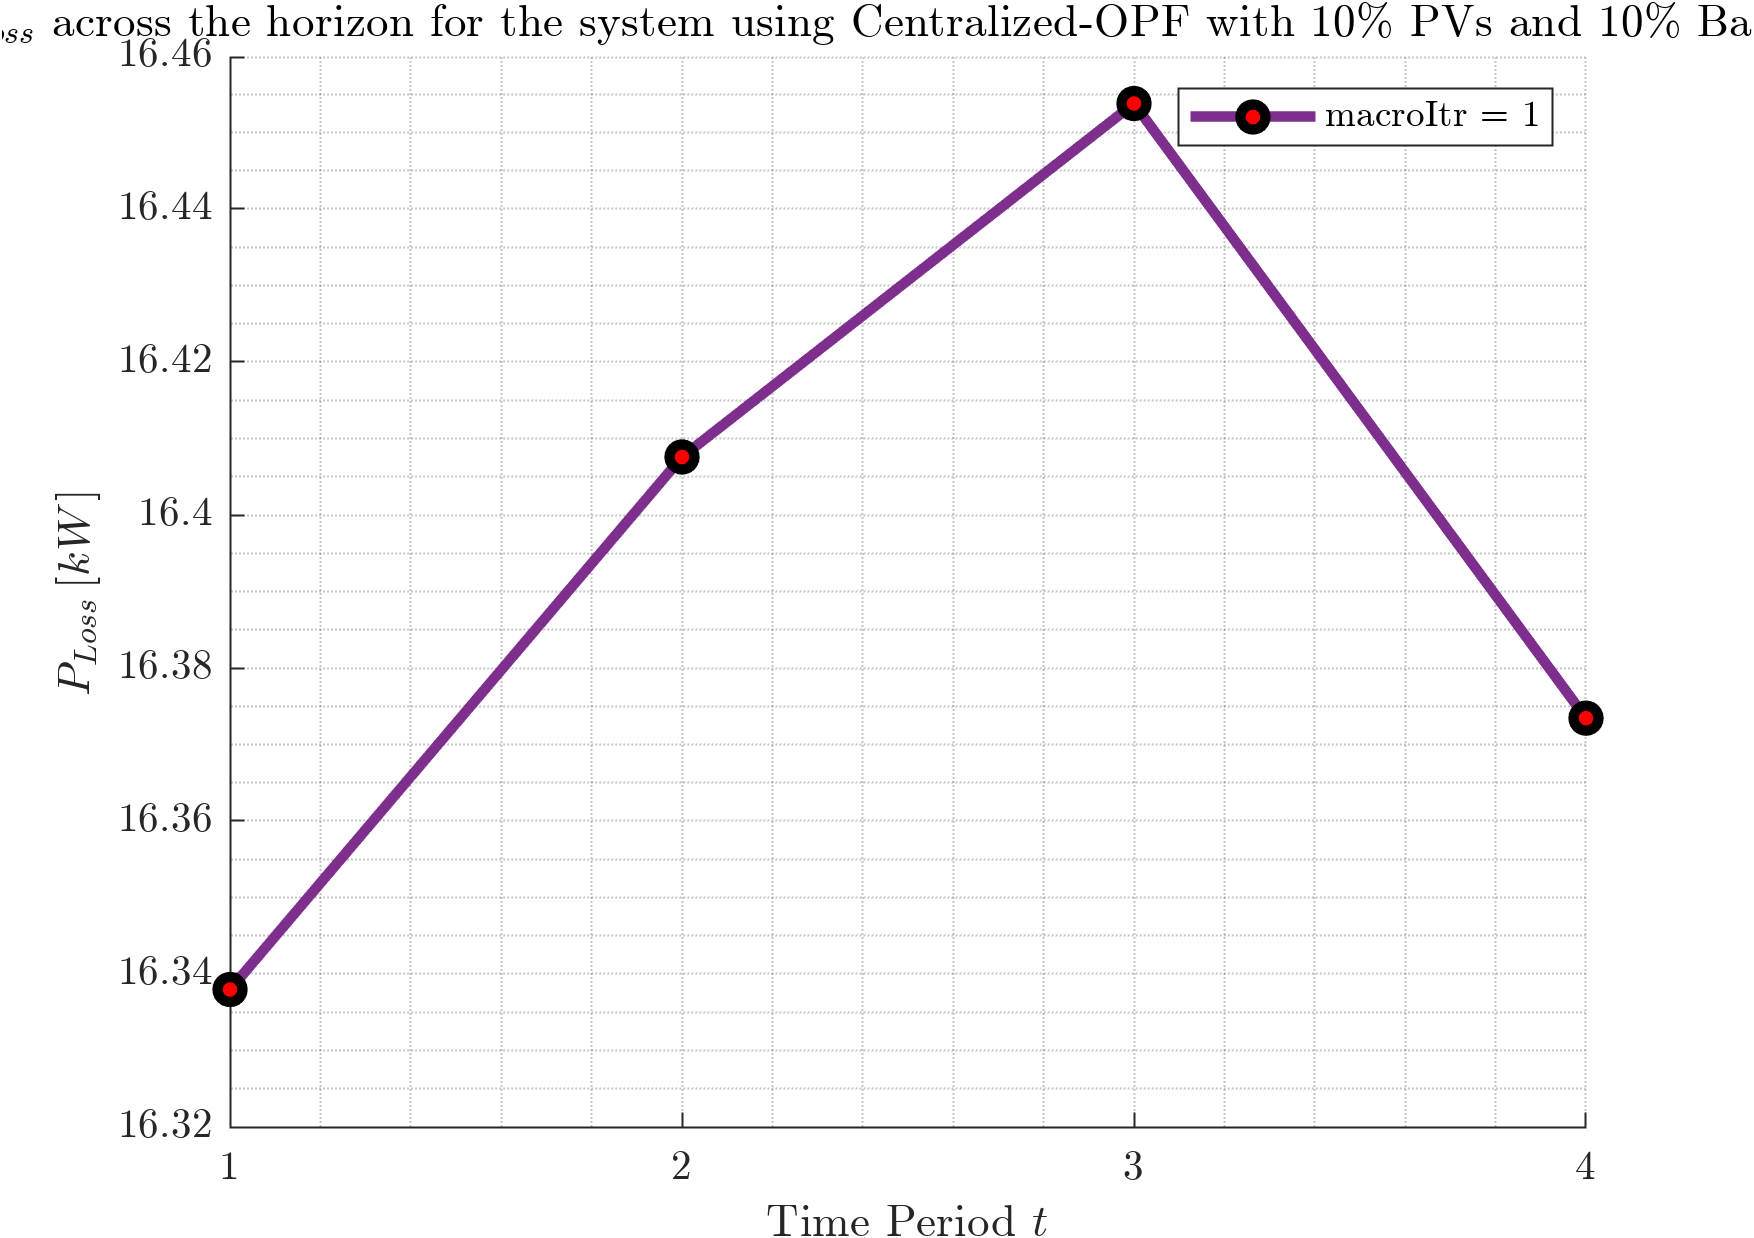 oss across the horizon for the system using Centralized-OPF with 10% PVs and 10% Ba
16.46
macroItr = 1
16.44
16.42
16.4
16.38
16.36
16.34
16.32
P_Loss [kW]
1 2 3 4
Time Period t